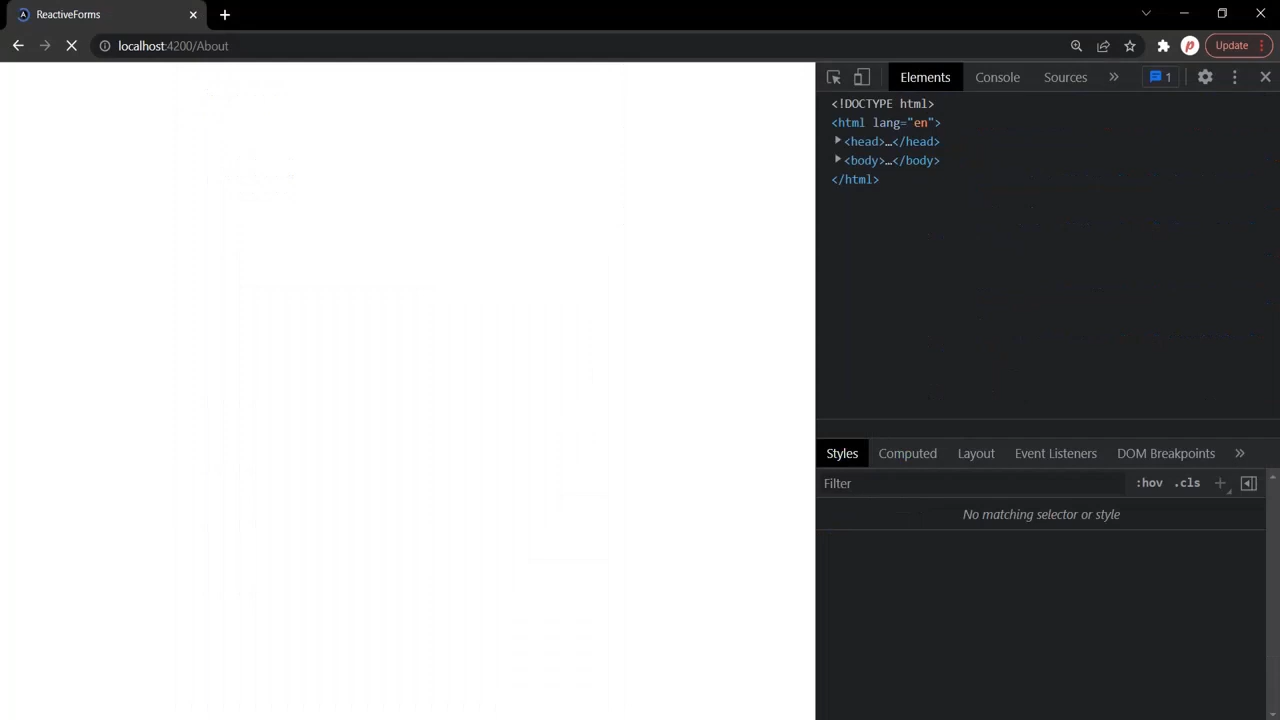 ReactiveForms
localhost:4200/About
Update
Elements Console Sources » 1
<!DOCTYPE html>
<html lang="en">
<head>…</head>
<body>…</body>
</html>
Styles Computed Layout Event Listeners DOM Breakpoints »
Filter :hov .cls
No matching selector or style